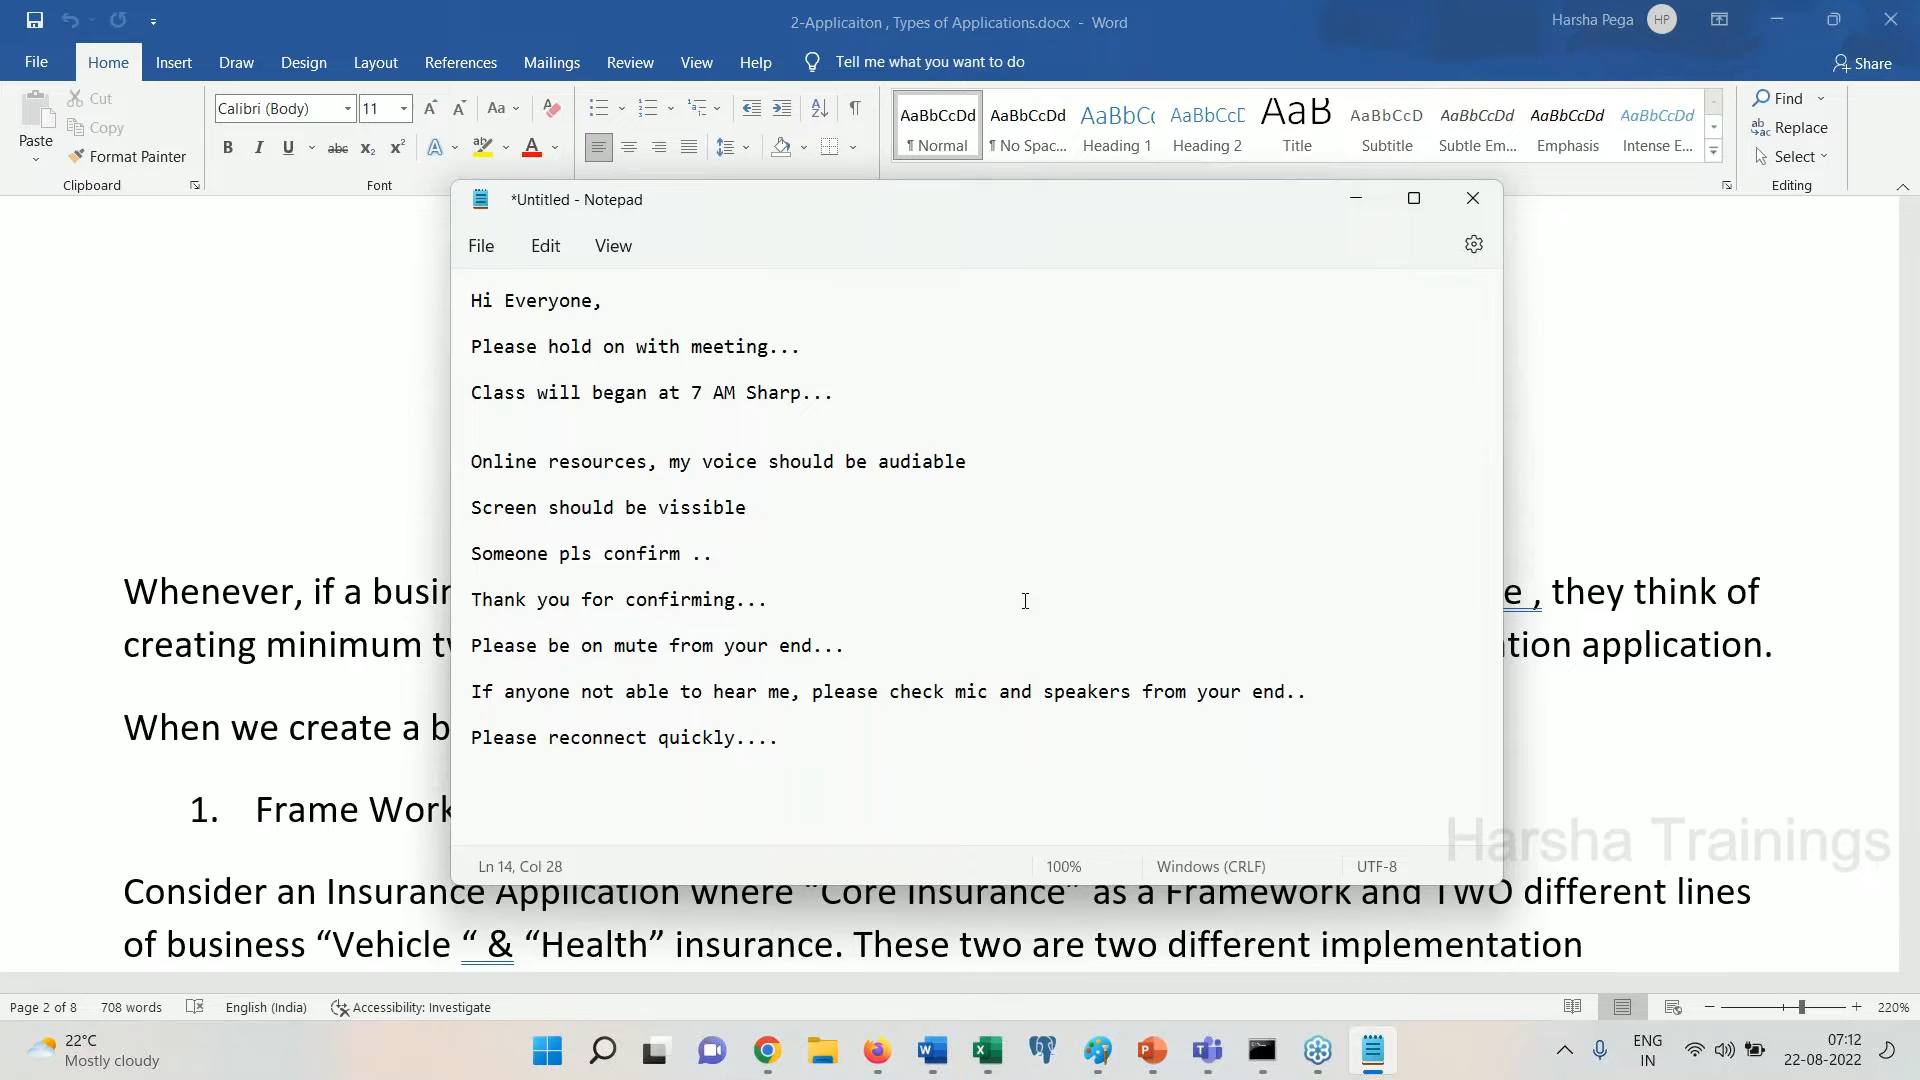 2-Applicaiton , Types of Applications.docx - Word
Harsha Pega HP
File Home Insert Draw Design Layout References Mailings Review View Help Tell me what you want to do Share
Paste
Cut
Copy
Format Painter
Clipboard
Calibri (Body) 11
Font
AaBbCcDd AaBbCcDd AaBbCc AaBbCcD AaB AaBbCcD AaBbCcDd AaBbCcDd AaBbCcDd
¶ Normal ¶ No Spac... Heading 1 Heading 2 Title Subtitle Subtle Em... Emphasis Intense E...
Find
Replace
Select
Editing
*Untitled - Notepad
File Edit View
Hi Everyone,
Please hold on with meeting...
Class will began at 7 AM Sharp...
Online resources, my voice should be audiable
Screen should be vissible
Someone pls confirm ..
Thank you for confirming...
Please be on mute from your end...
If anyone not able to hear me, please check mic and speakers from your end..
Please reconnect quickly....
Ln 14, Col 28 100% Windows (CRLF) UTF-8
Whenever, if a busin e , they think of
creating minimum tw tion application.
When we create a b
1. Frame Work
Consider an Insurance Application where “Core Insurance” as a Framework and TWO different lines
of business “Vehicle “ & “Health” insurance. These two are two different implementation
Harsha Trainings
Page 2 of 8 708 words English (India) Accessibility: Investigate 220%
22°C
Mostly cloudy
ENG
IN
07:12
22-08-2022